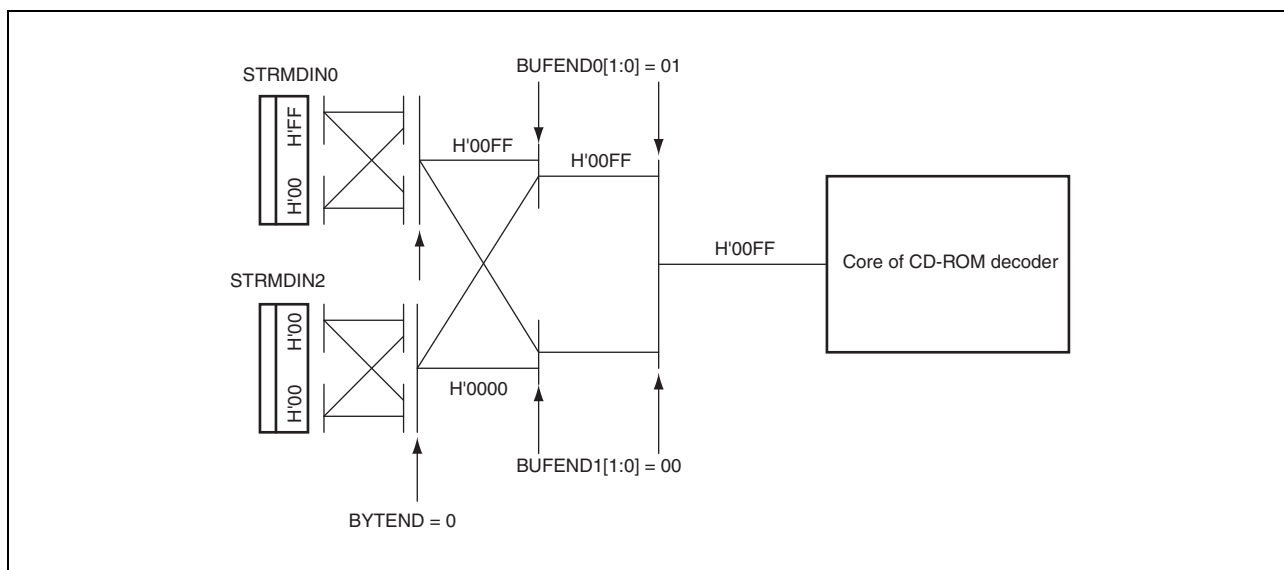 STRMDIN0
BUFEND0[1:0] = 01
H'FF
H'00
H'00FF
H'00FF
H'00FF
Core of CD-ROM decoder
STRMDIN2
H'00
H'00
H'0000
BUFEND1[1:0] = 00
BYTEND = 0